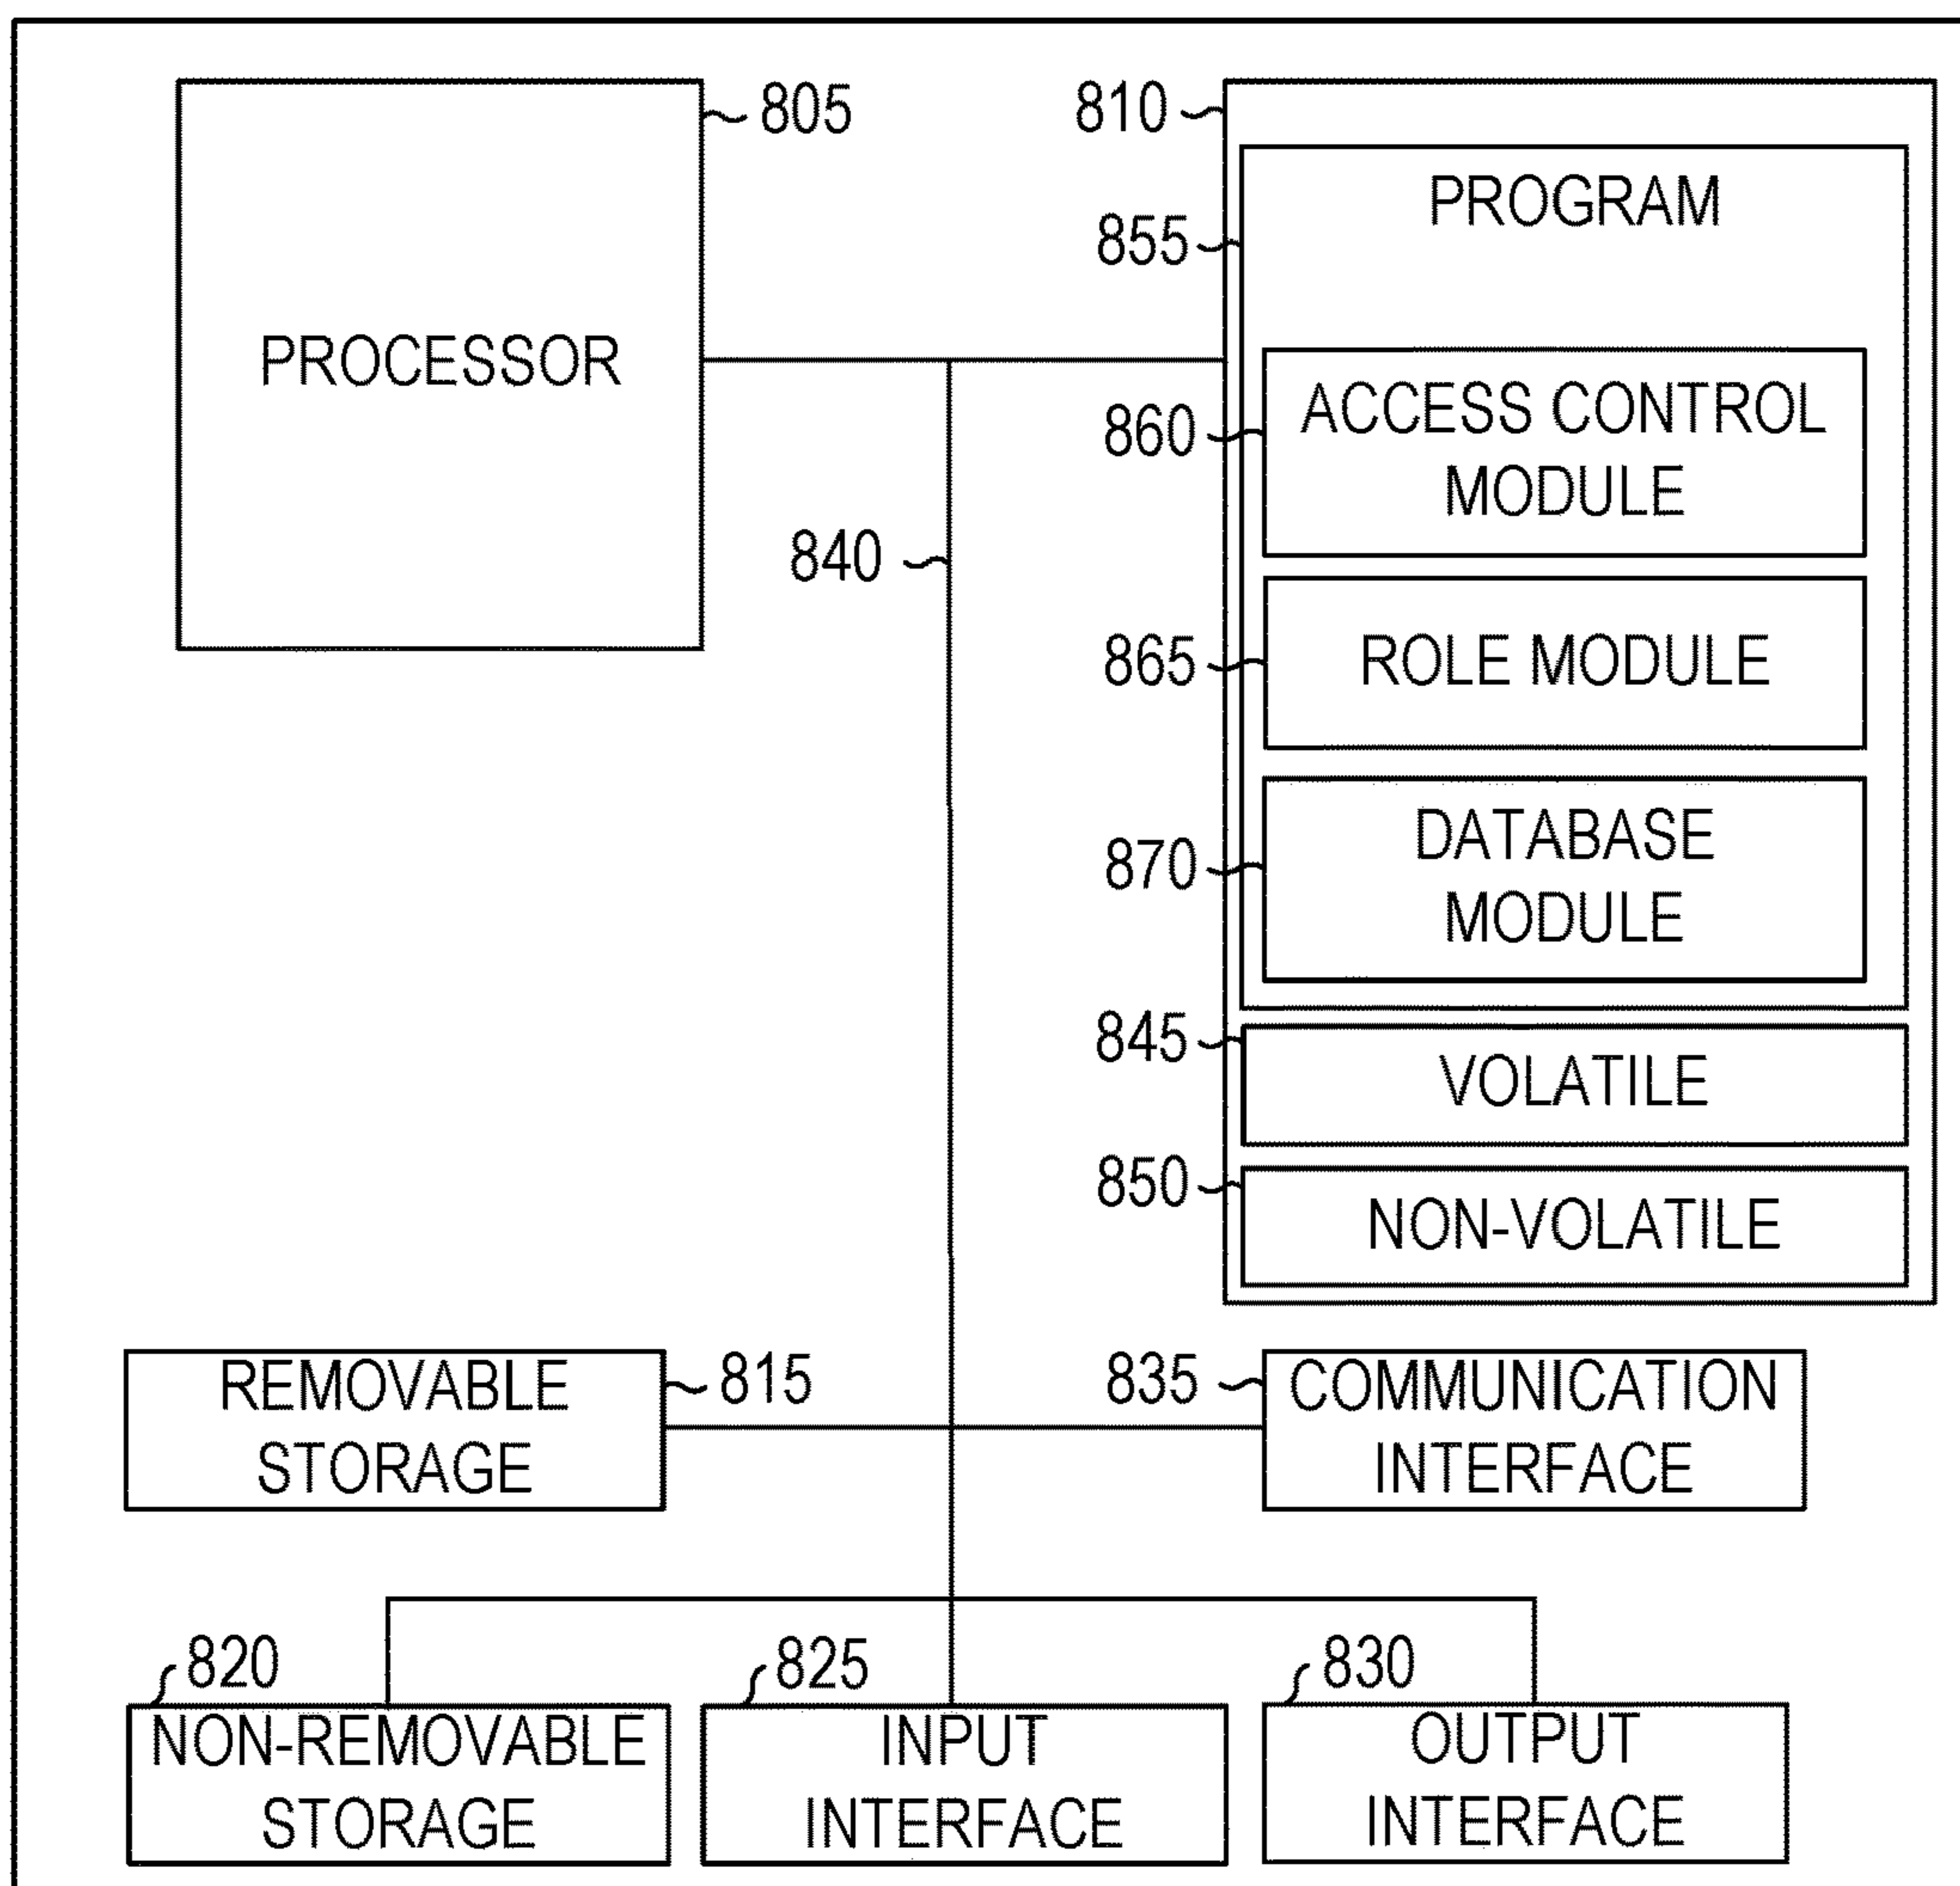 805
810
PROGRAM
855
PROCESSOR
860
ACCESS CONTROL
MODULE
840
865
ROLE MODULE
870
DATABASE
MODULE
845
VOLATILE
850
NON-VOLATILE
REMOVABLE
STORAGE
815
835
COMMUNICATION
INTERFACE
820
825
830
NON-REMOVABLE
STORAGE
INPUT
INTERFACE
OUTPUT
INTERFACE